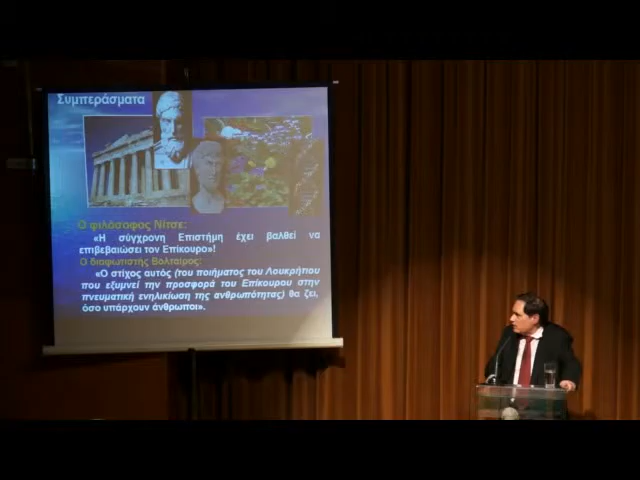 Συμπεράσματα
Ο φιλόσοφος Νίτσε:
«Η σύγχρονη Επιστήμη έχει βαλθεί να
επιβεβαιώσει τον Επίκουρο»!
Ο διαφωτιστής Βολταίρος:
«Ο στίχος αυτός (του ποιήματος του Λουκρήτιου
που εξυμνεί την προσφορά του Επίκουρου στην
πνευματική ενηλικίωση της ανθρωπότητας) θα ζει,
όσο υπάρχουν άνθρωποι».